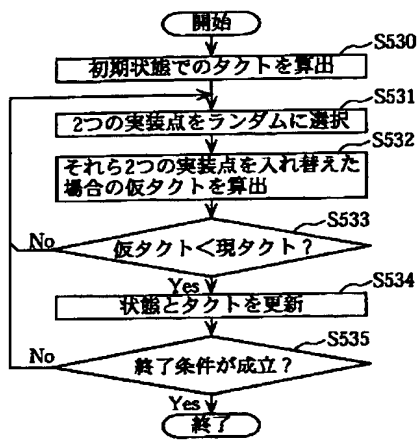 開始
S530
初期状態でのタクトを算出
S531
2つの実装点をランダムに選択
S532
それら2つの実装点を入れ替えた
場合の仮タクトを算出
S533
No
仮タクト<現タクト?
Yes
S534
状態とタクトを更新
S535
No
終了条件が成立?
Yes
終了